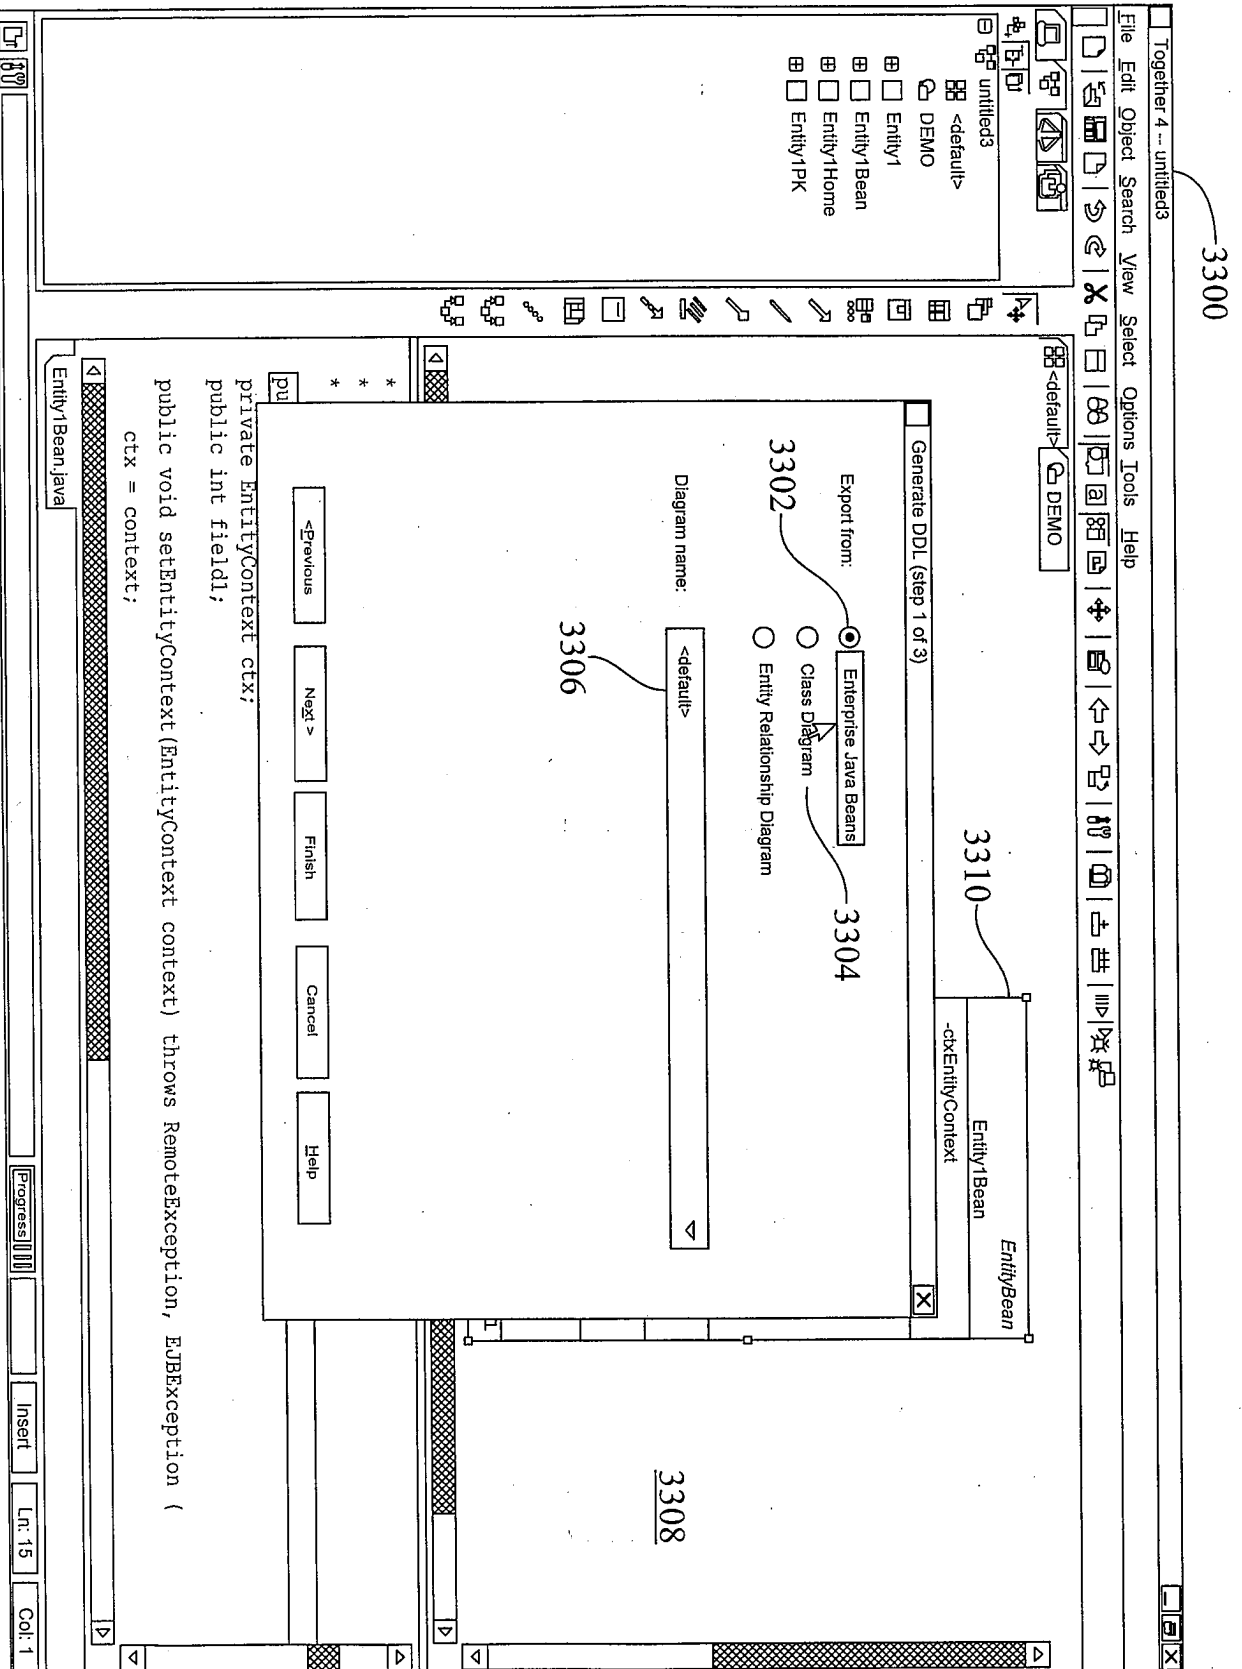 3300
Together 4 -- untitled3
File Edit Object Search View Select Options Tools Help
a
untitled3
<default>
DEMO
Entity1
Entity1Bean
Entity1Home
Entity1PK
<default> DEMO
3310
EntityBean
Entity1Bean
-ctxEntityContext
Generate DDL (step 1 of 3)
Export from:
Enterprise Java Beans
Class Diagram
Entity Relationship Diagram
3302
3304
Diagram name:
<default>
3306
<Previous
Next >
Finish
Cancel
Help
3308
*
*
*
pu
private EntityContext ctx;
public int field1;
public void setEntityContext(EntityContext context) throws RemoteException, EJBException (
ctx = context;
Entity1Bean.java
Progress
Insert
Ln: 15
Col: 1